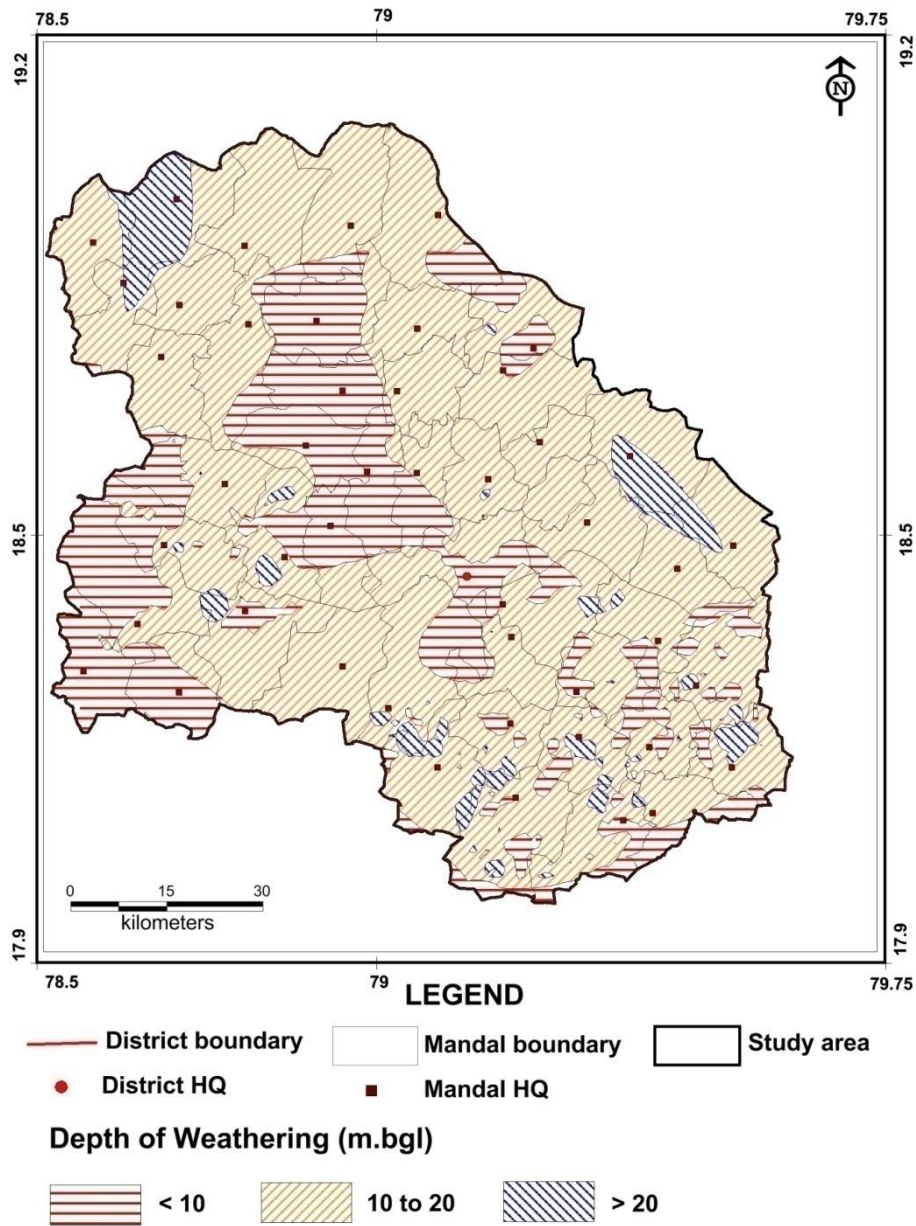 78.5 79 79.75
19.2 19.2
N
18.5 18.5
0 15 30
kilometers
17.9 17.9
78.5 79 79.75
LEGEND
District boundary Mandal boundary Study area
District HQ Mandal HQ
Depth of Weathering (m.bgl)
< 10 10 to 20 > 20